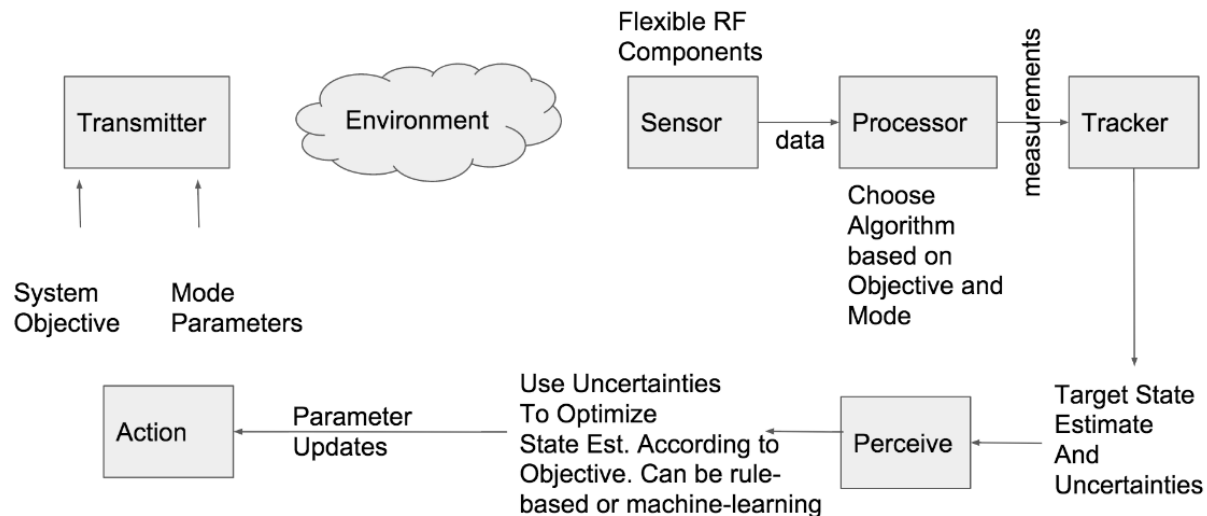 Flexible RF
Components
Transmitter
Environment
Sensor
data
Processor
measurements
Tracker
Choose
Algorithm
based on
Objective and
Mode
System
Objective
Mode
Parameters
Action
Parameter
Updates
Use Uncertainties
To Optimize
State Est. According to
Objective. Can be rule-
based or machine-learning
Perceive
Target State
Estimate
And
Uncertainties